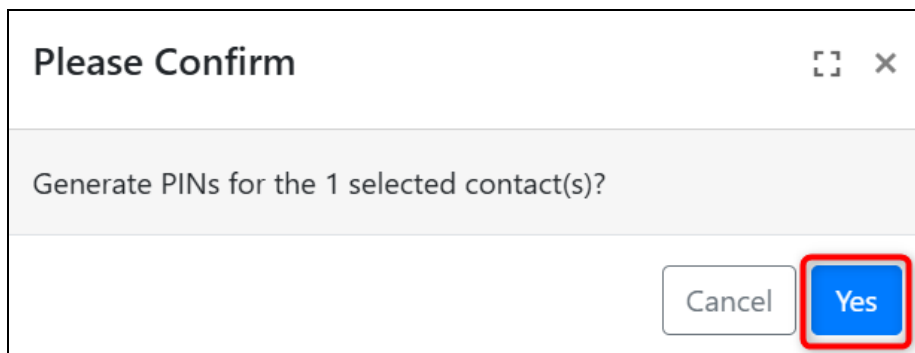 Please Confirm
Generate PINs for the 1 selected contact(s)?
Cancel
Yes